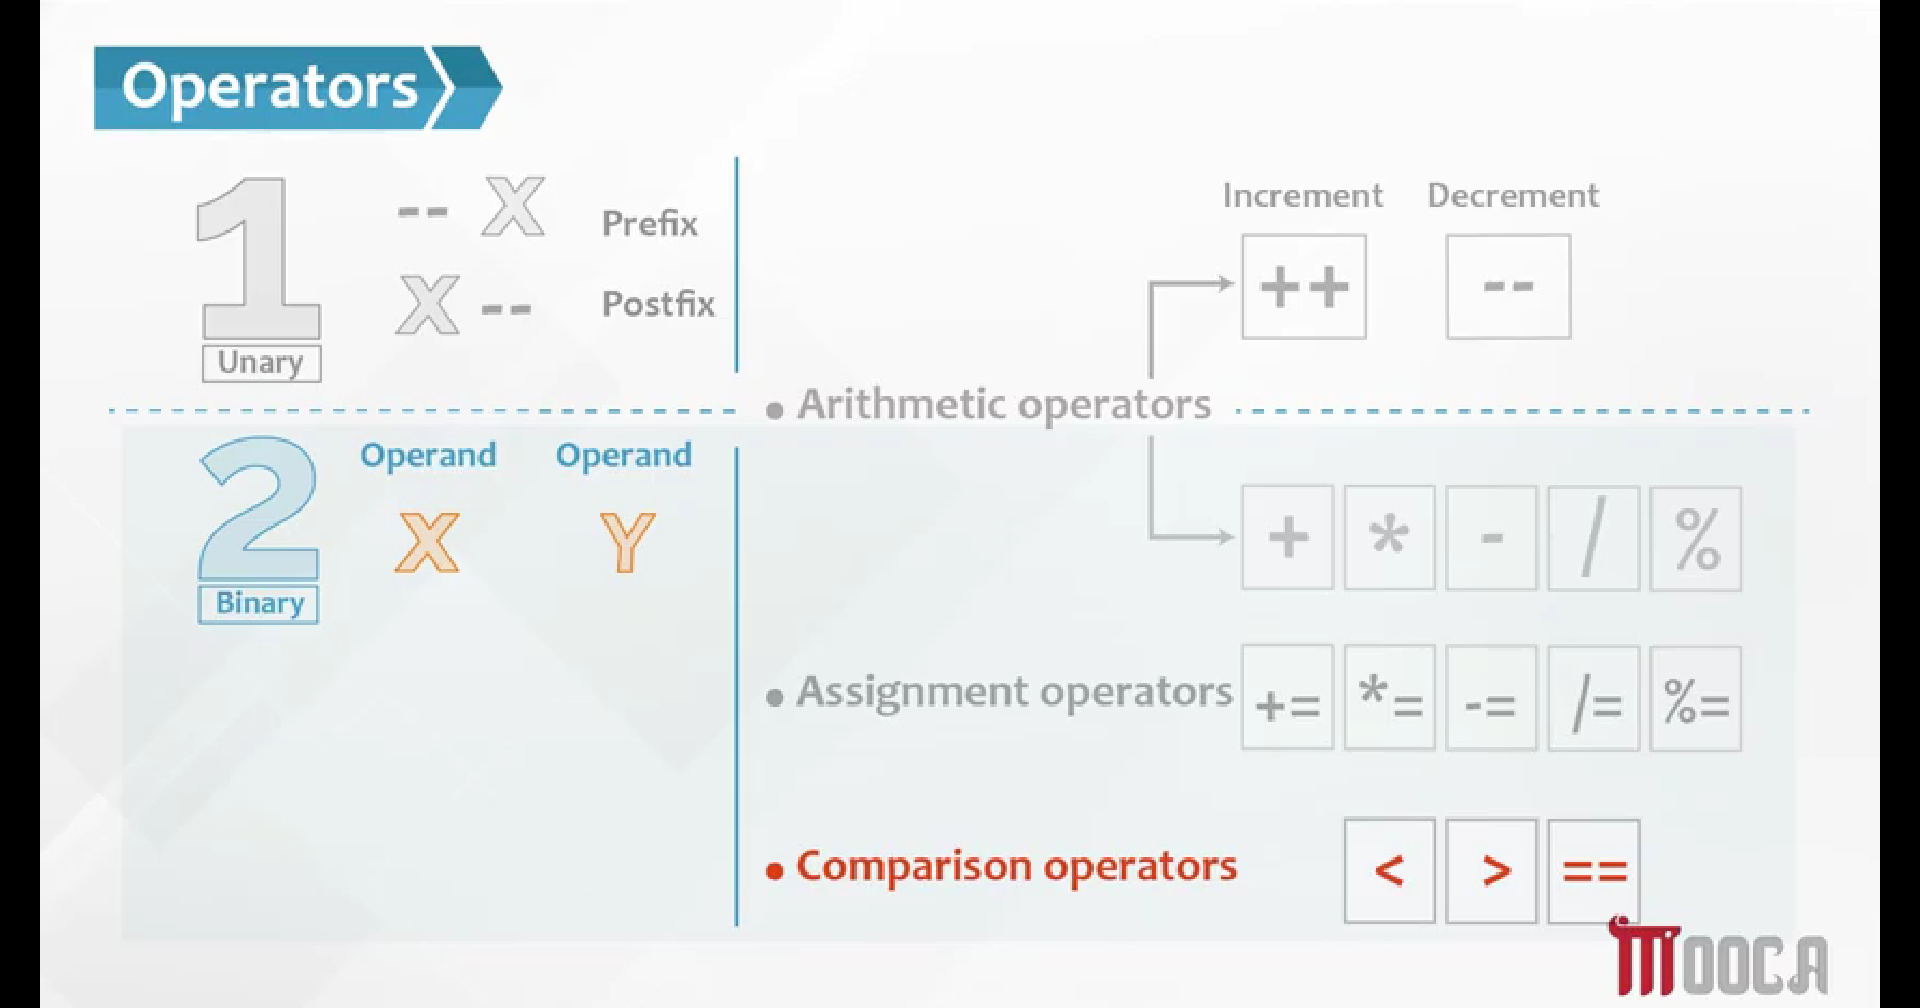 Operators
1
Unary
-- X Prefix
X -- Postfix
Increment Decrement
++ --
• Arithmetic operators
2
Binary
Operand Operand
X Y
+ * - / %
• Assignment operators += *= -= /= %=
• Comparison operators < > ==
MOOCA